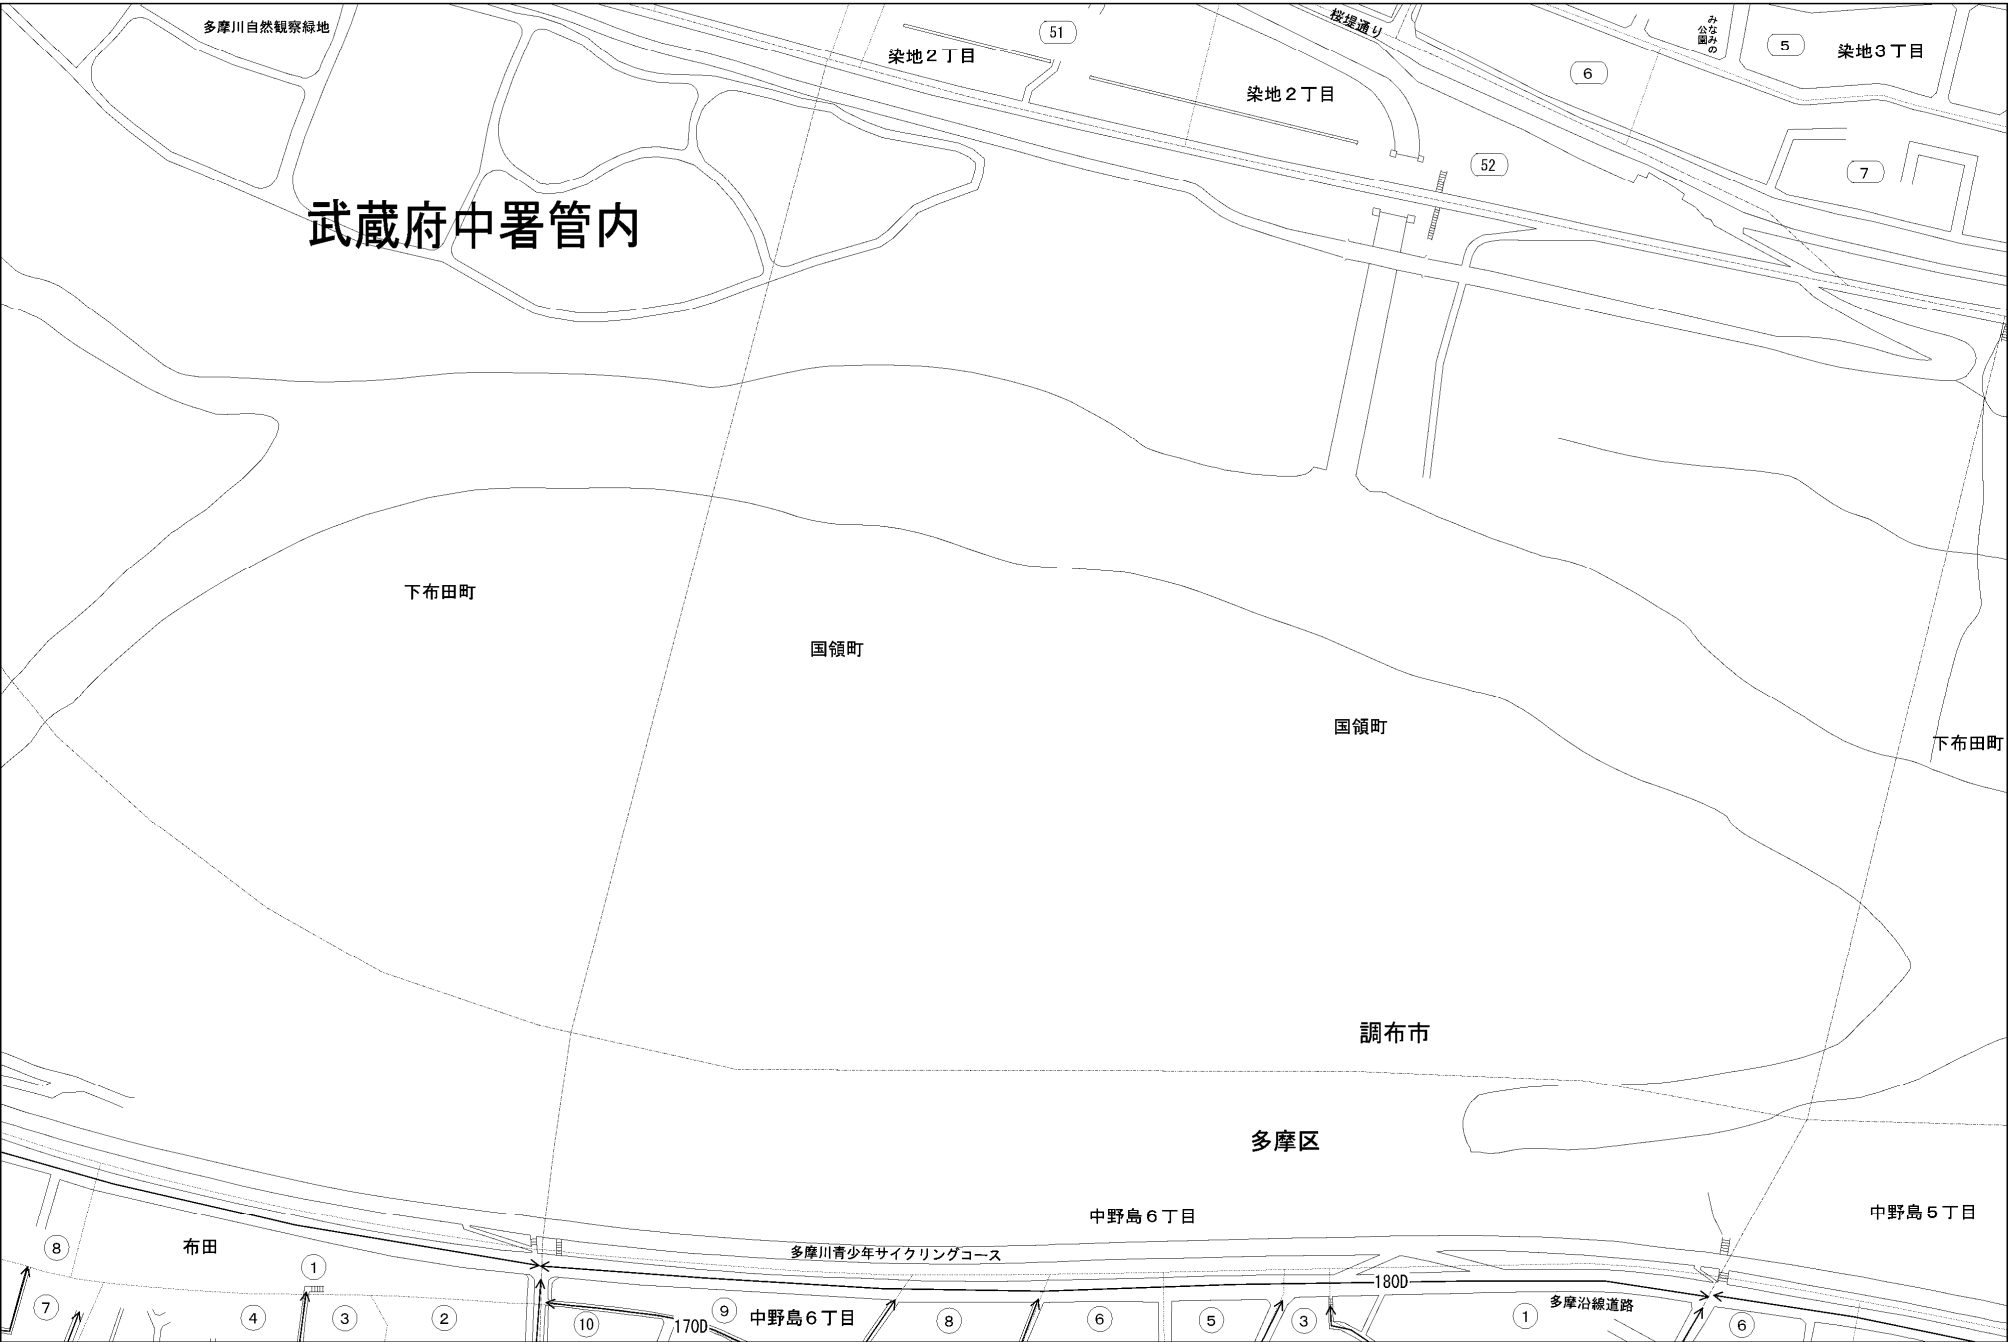 多摩川自然観察緑地
51
染地２丁目
桜堤通り
みなみの
公園
5
染地３丁目
6
染地２丁目
52
7
武蔵府中署管内
下布田町
国領町
国領町
下布田町
調布市
多摩区
中野島６丁目
中野島５丁目
布田
8
多摩川青少年サイクリングコース
1
180D
多摩沿線道路
7
4
3
2
10
170D
9
中野島６丁目
8
6
5
3
1
6